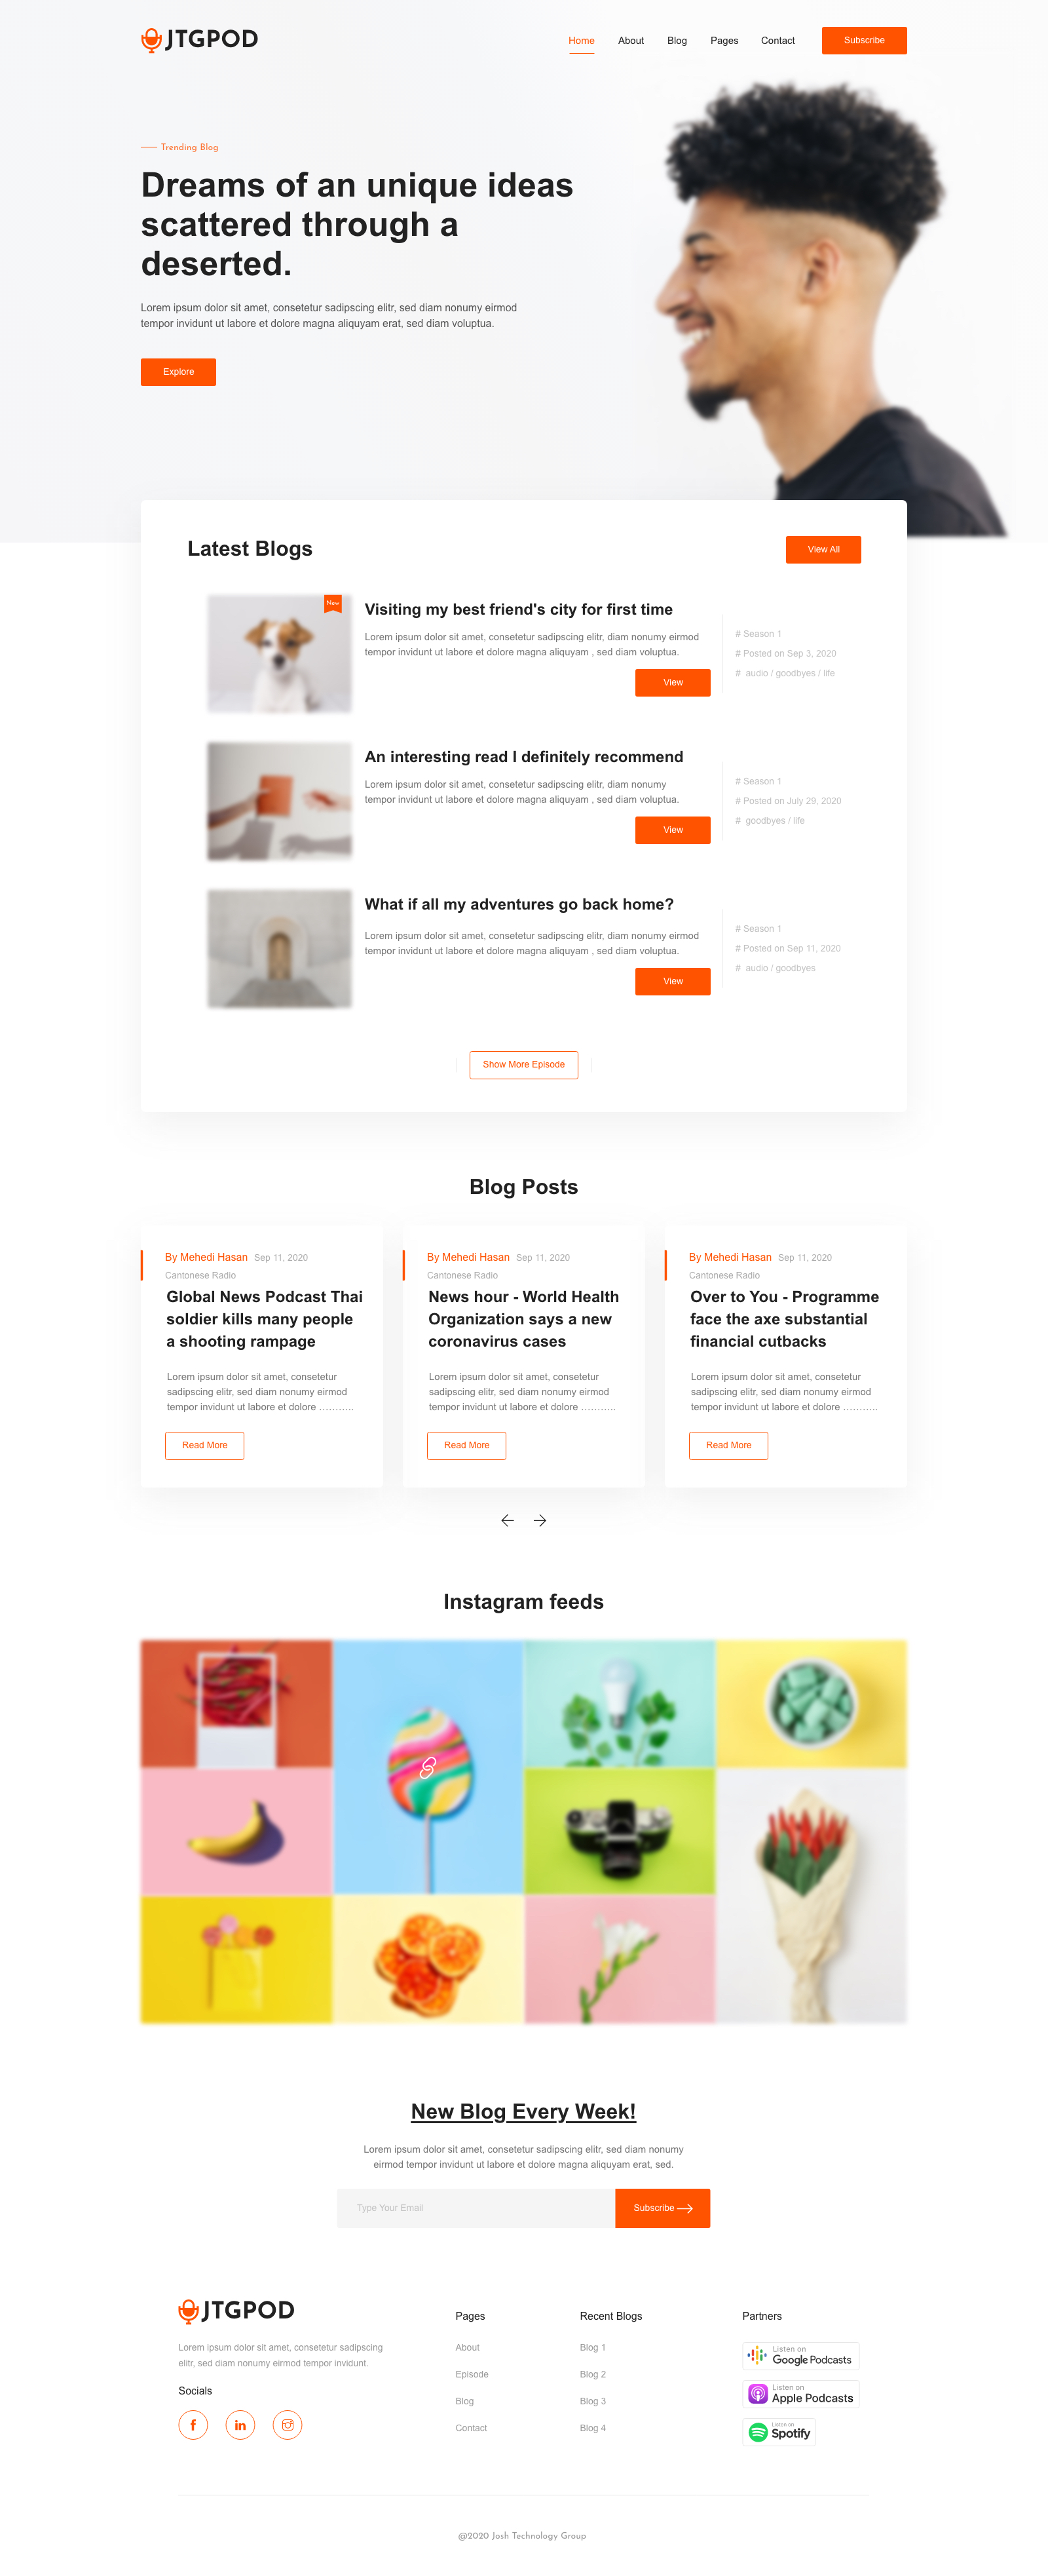 JTGPOD
Home About Blog Pages Contact Subscribe
Trending Blog
Dreams of an unique ideas
scattered through a
deserted.
Lorem ipsum dolor sit amet, consetetur sadipscing elitr, sed diam nonumy eirmod
tempor invidunt ut labore et dolore magna aliquyam erat, sed diam voluptua.
Explore
Latest Blogs
View All
New
Visiting my best friend's city for first time
Lorem ipsum dolor sit amet, consetetur sadipscing elitr, diam nonumy eirmod
tempor invidunt ut labore et dolore magna aliquyam , sed diam voluptua.
View
# Season 1
# Posted on Sep 3, 2020
# audio / goodbyes / life
An interesting read I definitely recommend
Lorem ipsum dolor sit amet, consetetur sadipscing elitr, diam nonumy
tempor invidunt ut labore et dolore magna aliquyam , sed diam voluptua.
View
# Season 1
# Posted on July 29, 2020
# goodbyes / life
What if all my adventures go back home?
Lorem ipsum dolor sit amet, consetetur sadipscing elitr, diam nonumy eirmod
tempor invidunt ut labore et dolore magna aliquyam , sed diam voluptua.
View
# Season 1
# Posted on Sep 11, 2020
# audio / goodbyes
Show More Episode
Blog Posts
By Mehedi Hasan Sep 11, 2020
Cantonese Radio
Global News Podcast Thai
soldier kills many people
a shooting rampage
Lorem ipsum dolor sit amet, consetetur
sadipscing elitr, sed diam nonumy eirmod
tempor invidunt ut labore et dolore ...........
Read More
By Mehedi Hasan Sep 11, 2020
Cantonese Radio
News hour - World Health
Organization says a new
coronavirus cases
Lorem ipsum dolor sit amet, consetetur
sadipscing elitr, sed diam nonumy eirmod
tempor invidunt ut labore et dolore ...........
Read More
By Mehedi Hasan Sep 11, 2020
Cantonese Radio
Over to You - Programme
face the axe substantial
financial cutbacks
Lorem ipsum dolor sit amet, consetetur
sadipscing elitr, sed diam nonumy eirmod
tempor invidunt ut labore et dolore ...........
Read More
Instagram feeds
New Blog Every Week!
Lorem ipsum dolor sit amet, consetetur sadipscing elitr, sed diam nonumy
eirmod tempor invidunt ut labore et dolore magna aliquyam erat, sed.
Type Your Email
Subscribe
JTGPOD
Lorem ipsum dolor sit amet, consetetur sadipscing
elitr, sed diam nonumy eirmod tempor invidunt.
Socials
Pages
About
Episode
Blog
Contact
Recent Blogs
Blog 1
Blog 2
Blog 3
Blog 4
Partners
Listen on
Google Podcasts
Listen on
Apple Podcasts
Listen on
Spotify
@2020 Josh Technology Group